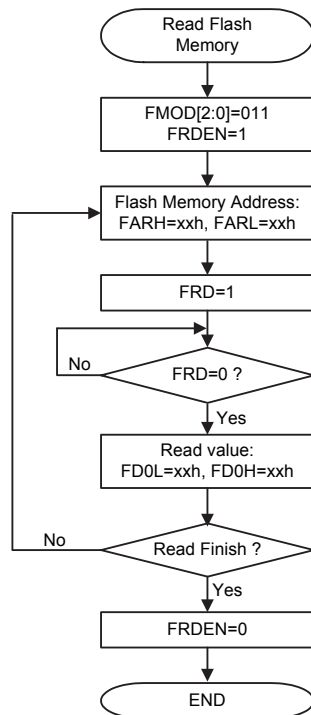 Read Flash
Memory
FMOD[2:0]=011
FRDEN=1
Flash Memory Address:
FARH=xxh, FARL=xxh
FRD=1
No
FRD=0 ?
Yes
Read value:
FD0L=xxh, FD0H=xxh
No
Read Finish ?
Yes
FRDEN=0
END